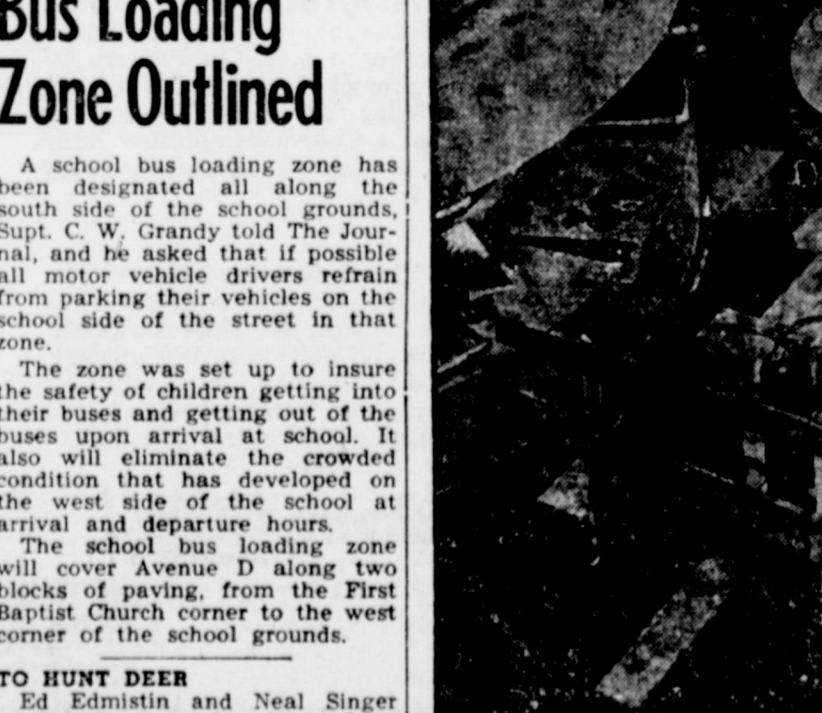 Bus Loading
Zone Outlined
A school bus loading zone has
been designated all along the
south side of the school grounds,
Supt. C. W. Grandy told The Jour-
nal, and he asked that if possible
all motor vehicle drivers refrain
from parking their vehicles on the
school side of the street in that
zone.
The zone was set up to insure
the safety of children getting into
their buses and getting out of the
buses upon arrival at school. It
also will eliminate the crowded
condition that has developed on
the west side of the school at
arrival and departure hours.
The school bus loading zone
will cover Avenue D along two
blocks of paving, from the First
Baptist Church corner to the west
corner of the school grounds.
TO HUNT DEER
Ed Edmistin and Neal Singer